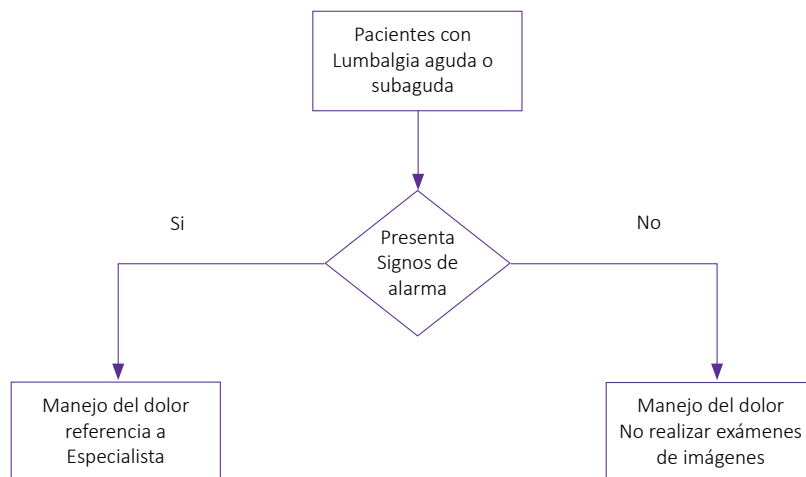 Pacientes con
Lumbalgia aguda o
subaguda
Si
No
Presenta
Signos de
alarma
Manejo del dolor
referencia a
Especialista
Manejo del dolor
No realizar exámenes
de imágenes